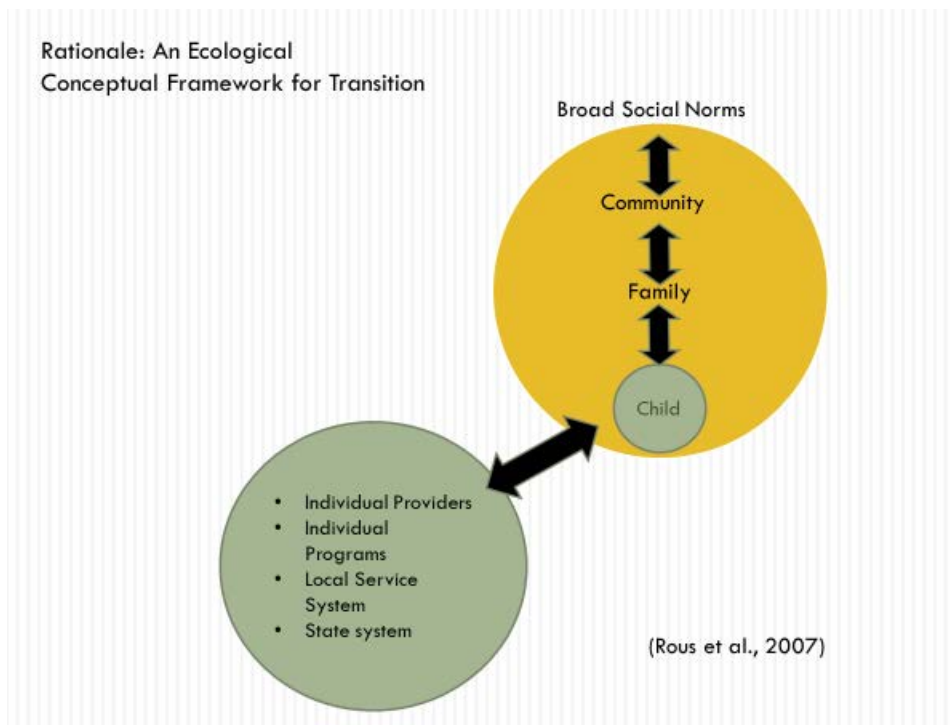 Rationale: An Ecological
Conceptual Framework for Transition
Broad Social Norms
Community
Family
Child
• Individual Providers
• Individual
Programs
• Local Service
System
• State system
(Rous et al., 2007)